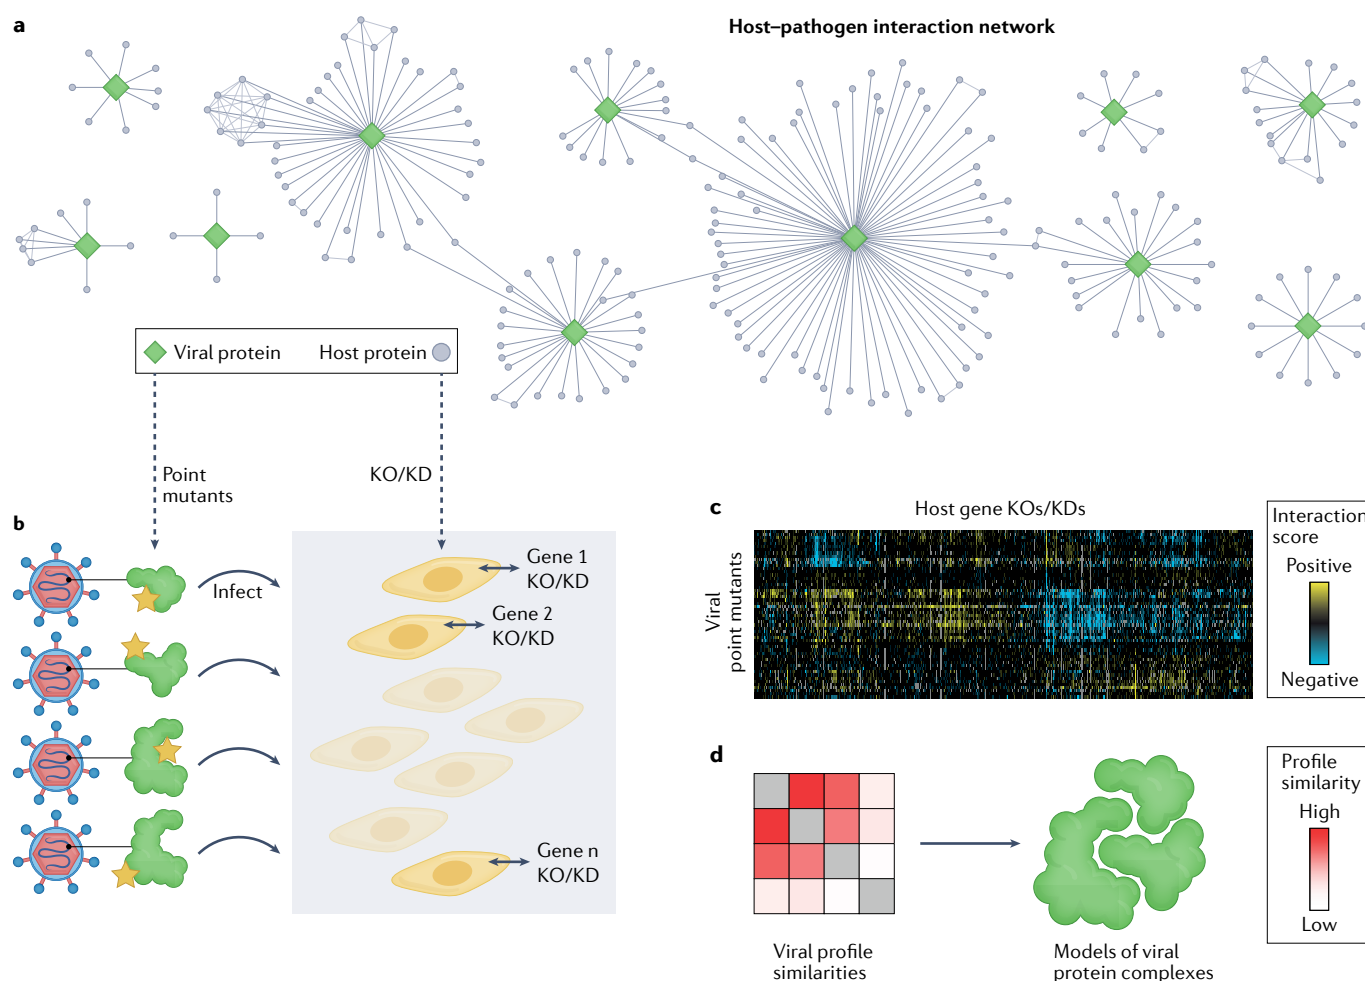 a
Host–pathogen interaction network
Viral protein
Host protein
Point
mutants
KO/KD
b
Infect
Gene 1
KO/KD
Gene 2
KO/KD
Gene n
KO/KD
c
Host gene KOs/KDs
Viral
point mutants
Interaction
score
Positive
Negative
d
Viral profile
similarities
Models of viral
protein complexes
Profile
similarity
High
Low